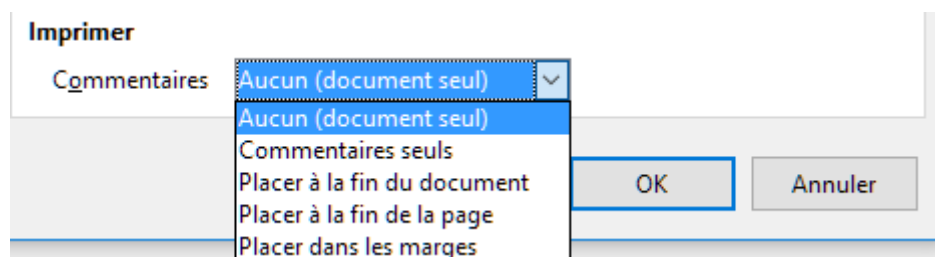 Imprimer
Commentaires Aucun (document seul)
Aucun (document seul)
Commentaires seuls
Placer à la fin du document OK Annuler
Placer à la fin de la page
Placer dans les marges